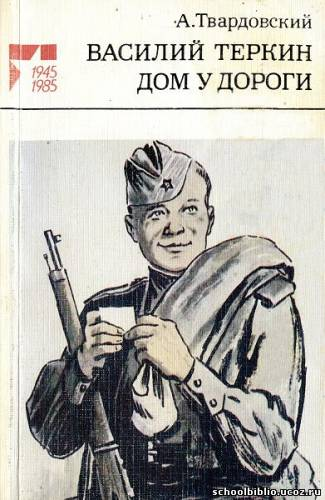 А.Твардовский
ВАСИЛИЙ ТЕРКИН
ДОМ У ДОРОГИ
1945
1985
schoolbiblio.ucoz.ru